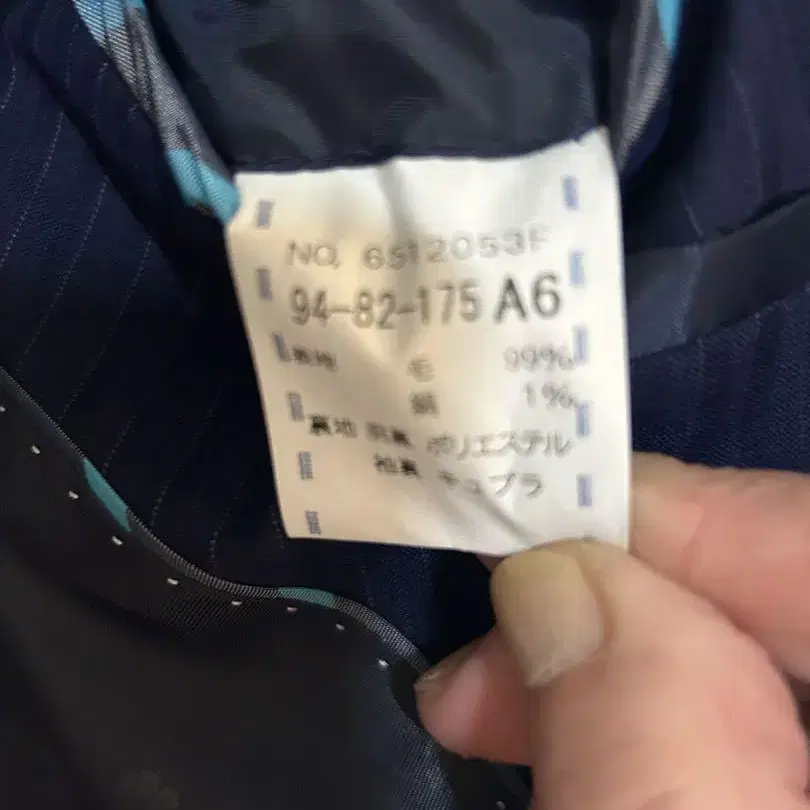 NO. 6512053F
94-82-175 A6
表地 毛 99%
絹 1%
裏地 胴裏 ポリエステル
袖裏 キュプラ